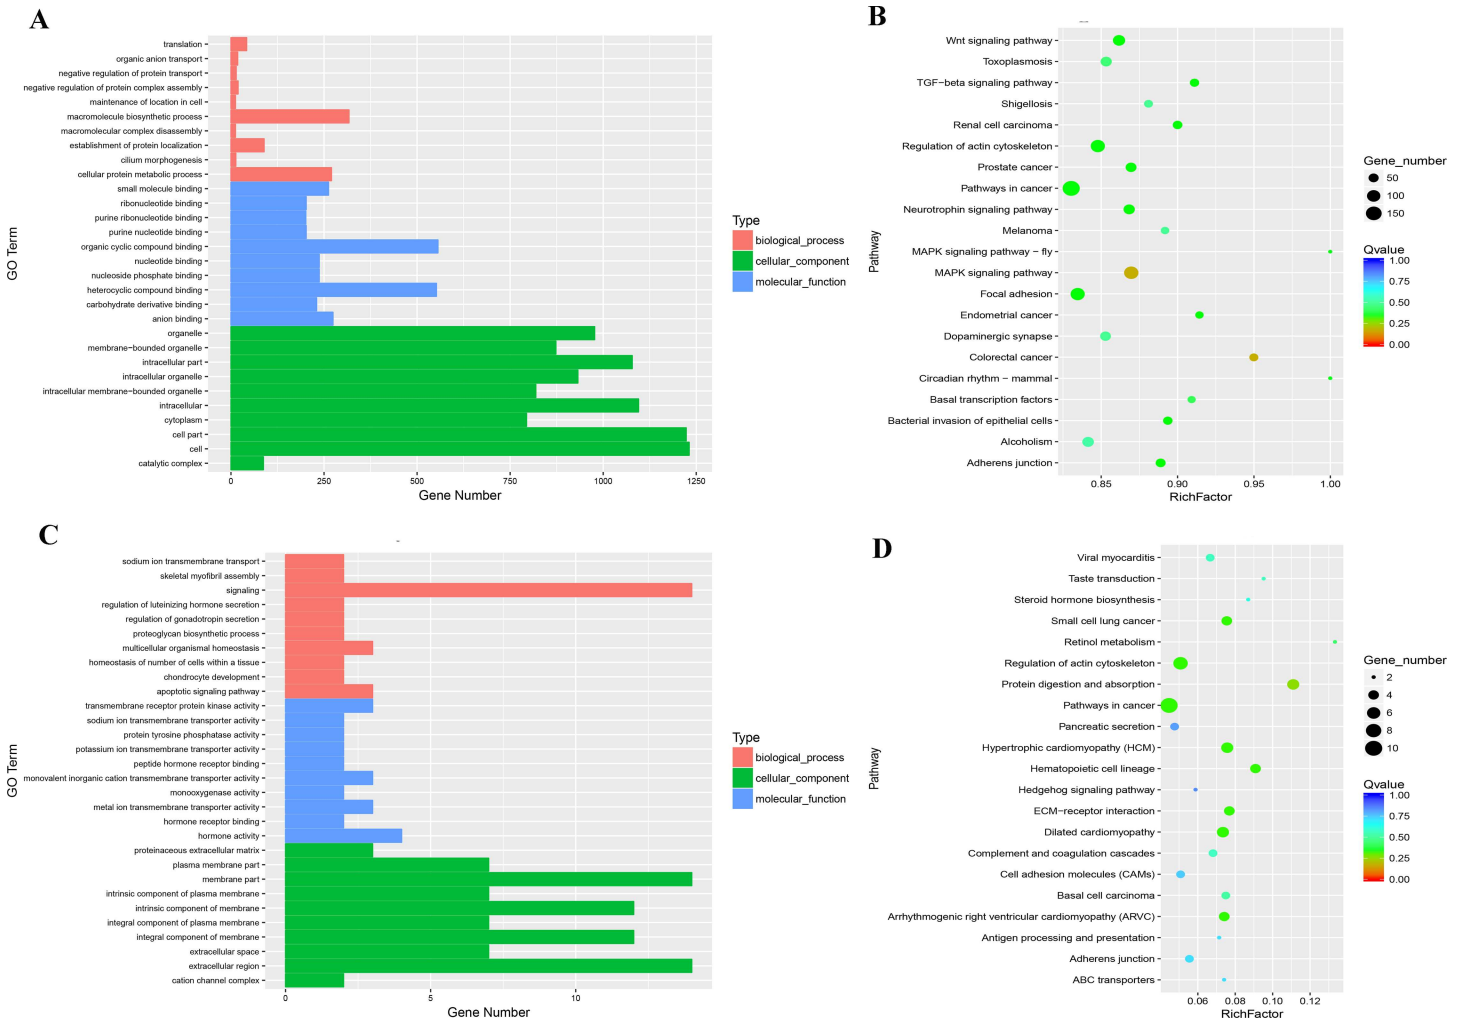 A
translation
organic anion transport
negative regulation of protein transport
negative regulation of protein complex assembly
maintenance of location in cell
macromolecule biosynthetic process
macromolecular complex disassembly
establishment of protein localization
cilium morphogenesis
cellular protein metabolic process
small molecule binding
ribonucleotide binding
purine ribonucleotide binding
purine nucleotide binding
organic cyclic compound binding
nucleotide binding
nucleoside phosphate binding
heterocyclic compound binding
carbohydrate derivative binding
anion binding
organelle
membrane−bounded organelle
intracellular part
intracellular organelle
intracellular membrane−bounded organelle
intracellular
cytoplasm
cell part
cell
catalytic complex
GO Term
0 250 500 750 1000 1250
Gene Number
Type
biological_process
cellular_component
molecular_function
B
Wnt signaling pathway
Toxoplasmosis
TGF−beta signaling pathway
Shigellosis
Renal cell carcinoma
Regulation of actin cytoskeleton
Prostate cancer
Pathways in cancer
Neurotrophin signaling pathway
Melanoma
MAPK signaling pathway − fly
MAPK signaling pathway
Focal adhesion
Endometrial cancer
Dopaminergic synapse
Colorectal cancer
Circadian rhythm − mammal
Basal transcription factors
Bacterial invasion of epithelial cells
Alcoholism
Adherens junction
Pathway
0.85 0.90 0.95 1.00
RichFactor
Gene_number
50
100
150
Qvalue
1.00
0.75
0.50
0.25
0.00
C
sodium ion transmembrane transport
skeletal myofibril assembly
signaling
regulation of luteinizing hormone secretion
regulation of gonadotropin secretion
proteoglycan biosynthetic process
multicellular organismal homeostasis
homeostasis of number of cells within a tissue
chondrocyte development
apoptotic signaling pathway
transmembrane receptor protein kinase activity
sodium ion transmembrane transporter activity
protein tyrosine phosphatase activity
potassium ion transmembrane transporter activity
peptide hormone receptor binding
monovalent inorganic cation transmembrane transporter activity
monooxygenase activity
metal ion transmembrane transporter activity
hormone receptor binding
hormone activity
proteinaceous extracellular matrix
plasma membrane part
membrane part
intrinsic component of plasma membrane
intrinsic component of membrane
integral component of plasma membrane
integral component of membrane
extracellular space
extracellular region
cation channel complex
GO Term
0 5 10
Gene Number
Type
biological_process
cellular_component
molecular_function
D
Viral myocarditis
Taste transduction
Steroid hormone biosynthesis
Small cell lung cancer
Retinol metabolism
Regulation of actin cytoskeleton
Protein digestion and absorption
Pathways in cancer
Pancreatic secretion
Hypertrophic cardiomyopathy (HCM)
Hematopoietic cell lineage
Hedgehog signaling pathway
ECM−receptor interaction
Dilated cardiomyopathy
Complement and coagulation cascades
Cell adhesion molecules (CAMs)
Basal cell carcinoma
Arrhythmogenic right ventricular cardiomyopathy (ARVC)
Antigen processing and presentation
Adherens junction
ABC transporters
Pathway
0.06 0.08 0.10 0.12
RichFactor
Gene_number
2
4
6
8
10
Qvalue
1.00
0.75
0.50
0.25
0.00